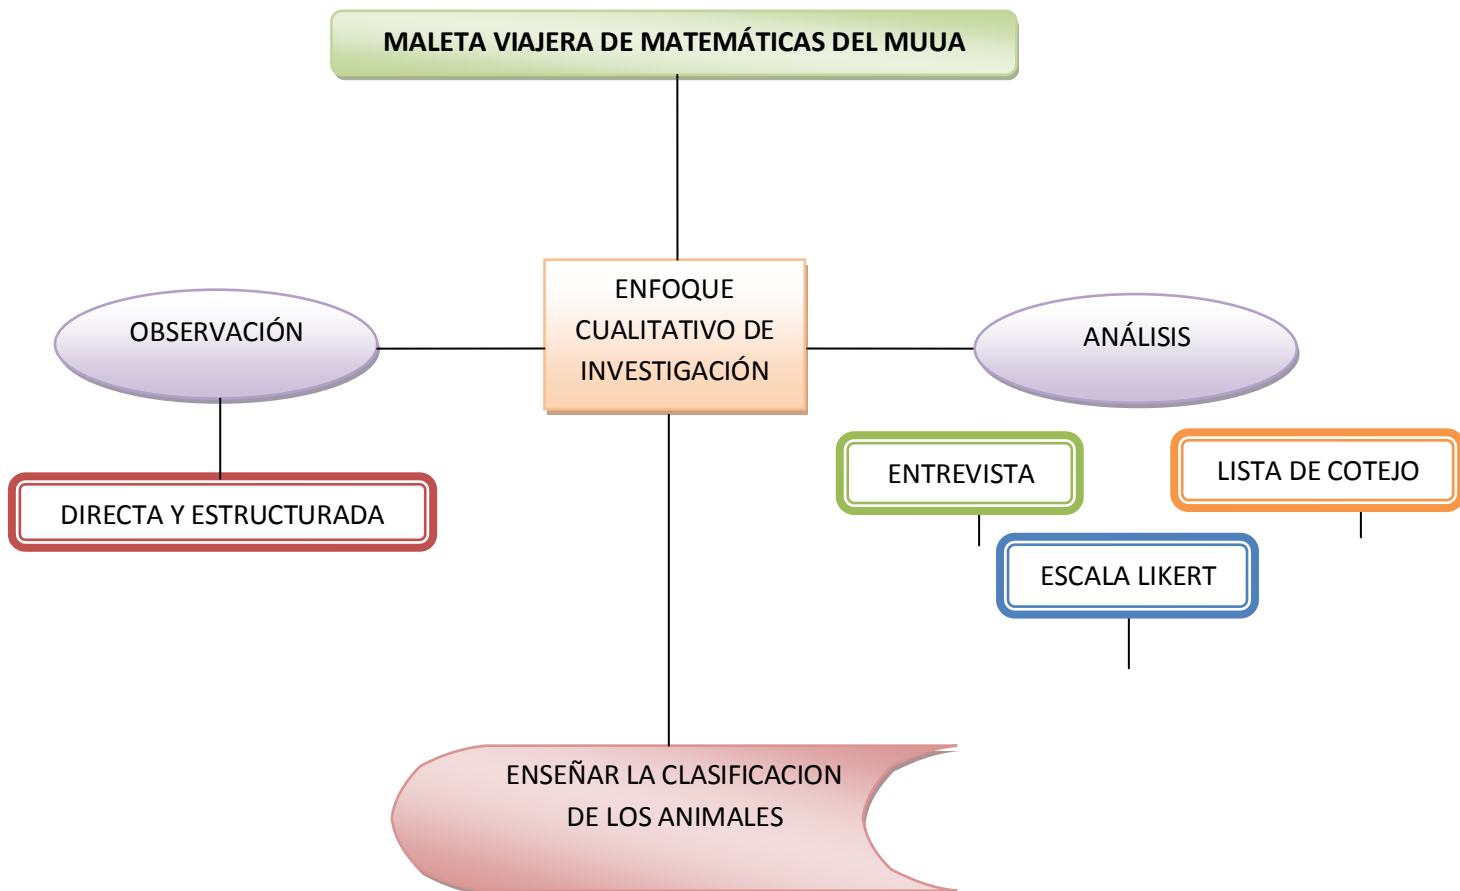 MALETA VIAJERA DE MATEMÁTICAS DEL MUUA
ENFOQUE
CUALITATIVO DE
INVESTIGACIÓN
OBSERVACIÓN
ANÁLISIS
DIRECTA Y ESTRUCTURADA
ENTREVISTA
LISTA DE COTEJO
ESCALA LIKERT
ENSEÑAR LA CLASIFICACION
DE LOS ANIMALES